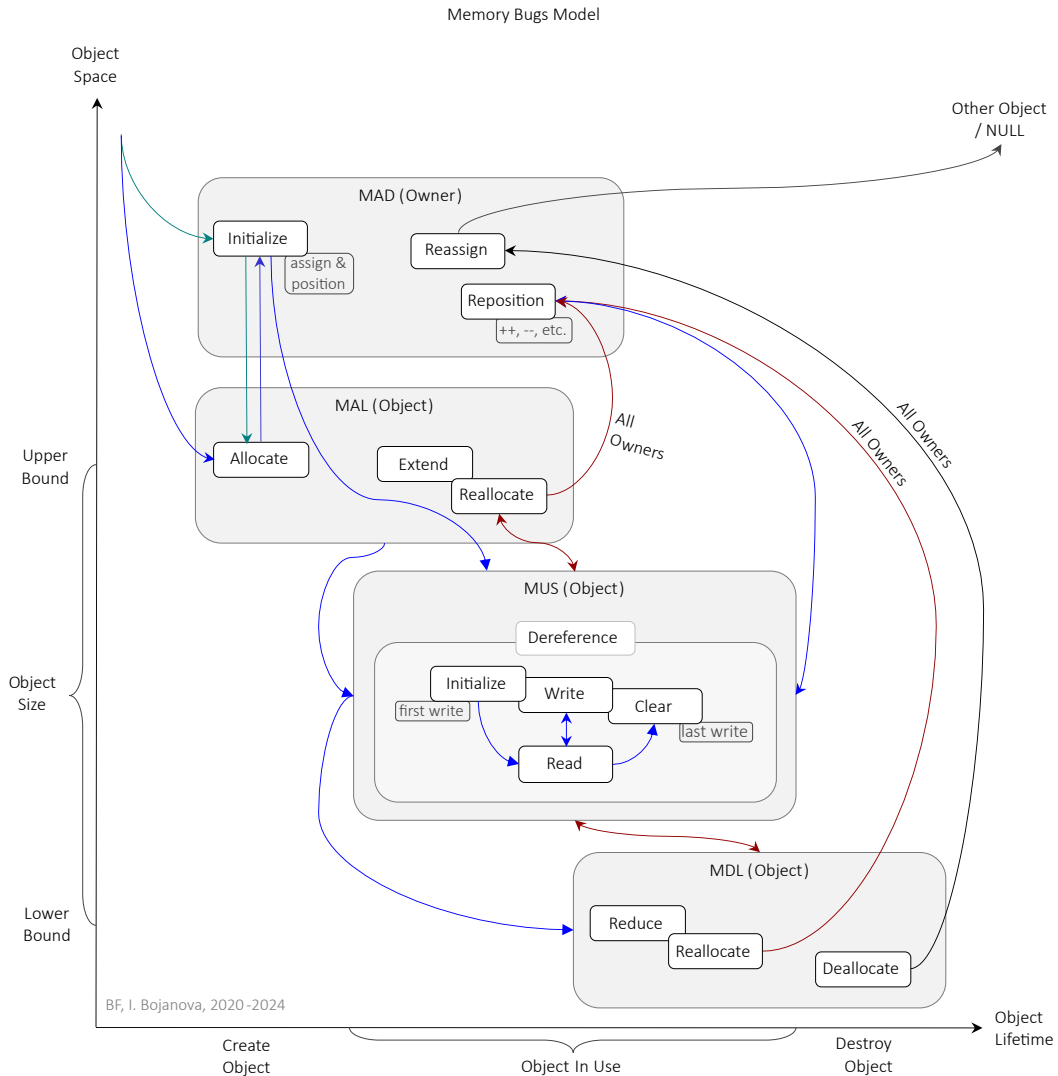 Memory Bugs Model
Object
Space
Other Object
/ NULL
MAD (Owner)
Initialize
assign &
position
Reassign
Reposition
++, --, etc.
MAL (Object)
Allocate
Extend
Reallocate
All
Owners
All Owners
All Owners
Upper
Bound
MUS (Object)
Dereference
Initialize
first write
Write
Clear
last write
Read
Object
Size
MDL (Object)
Reduce
Reallocate
Deallocate
Lower
Bound
BF, I. Bojanova, 2020-2024
Object
Lifetime
Create
Object
Object In Use
Destroy
Object